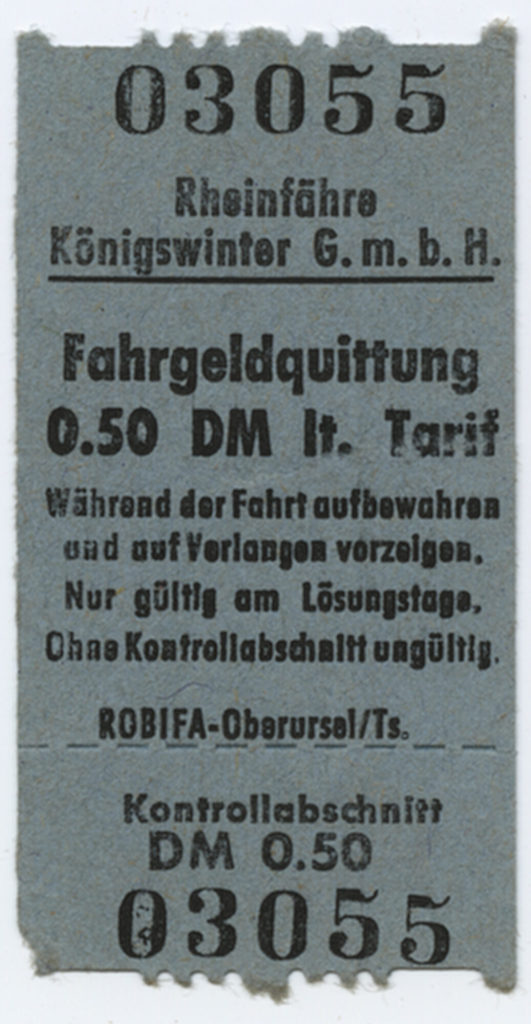 03055
Rheinfähre
Königswinter G.m.b.H.
Fahrgeldquittung
0.50 DM lt. Tarif
Während der Fahrt aufbewahren
und auf Verlangen vorzeigen.
Nur gültig am Lösungstage.
Ohne Kontrollabschnitt ungültig.
ROBIFA-Oberursel/Ts.
Kontrollabschnitt
DM 0.50
03055